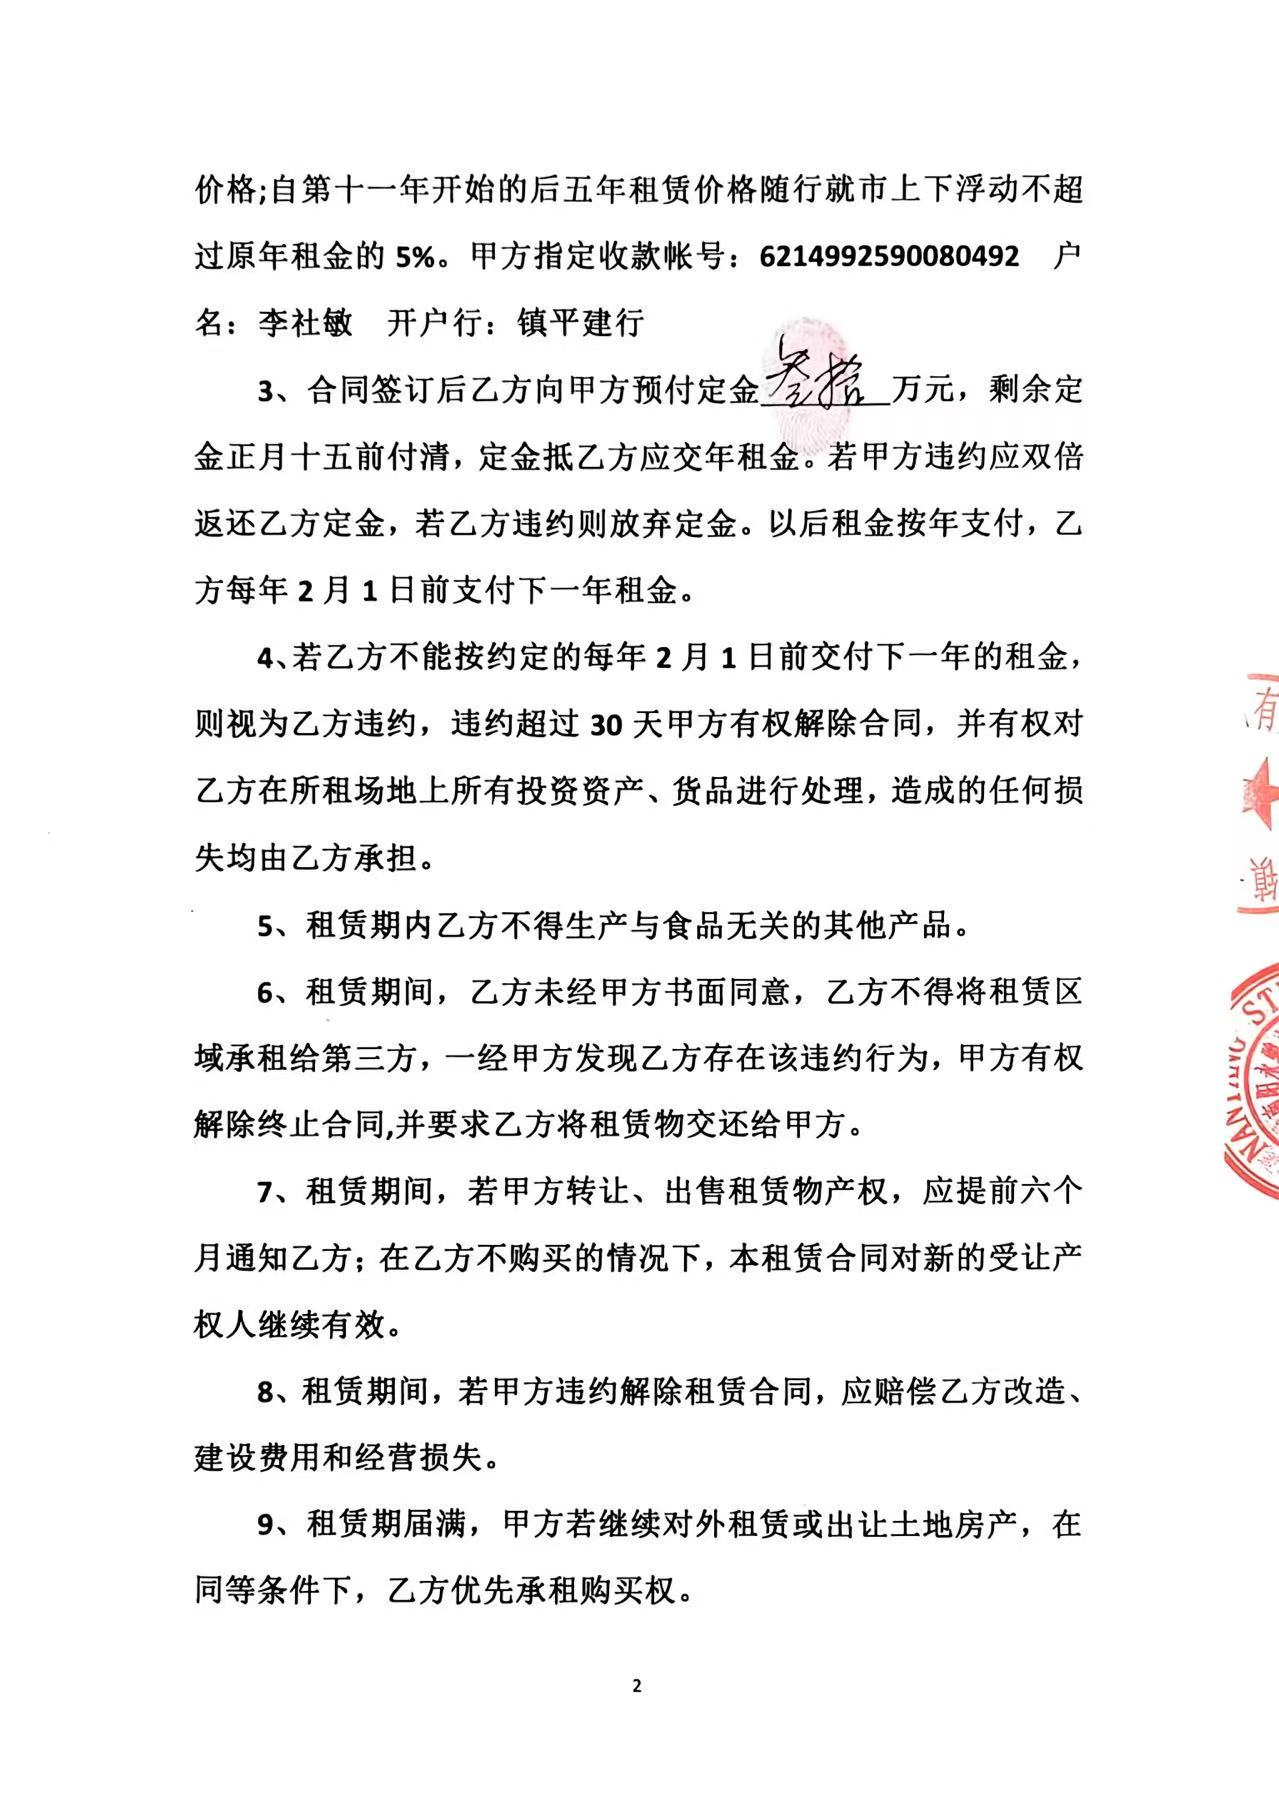 价格;自第十一年开始的后五年租赁价格随行就市上下浮动不超
过原年租金的 5%。甲方指定收款帐号：6214992590080492 户
名：李社敏 开户行：镇平建行
3、合同签订后乙方向甲方预付定金叁拾万元，剩余定
金正月十五前付清，定金抵乙方应交年租金。若甲方违约应双倍
返还乙方定金，若乙方违约则放弃定金。以后租金按年支付，乙
方每年 2 月 1 日前支付下一年租金。
4、若乙方不能按约定的每年 2 月 1 日前交付下一年的租金，
则视为乙方违约，违约超过 30 天甲方有权解除合同，并有权对
乙方在所租场地上所有投资资产、货品进行处理，造成的任何损
失均由乙方承担。
5、租赁期内乙方不得生产与食品无关的其他产品。
6、租赁期间，乙方未经甲方书面同意，乙方不得将租赁区
域承租给第三方，一经甲方发现乙方存在该违约行为，甲方有权
解除终止合同,并要求乙方将租赁物交还给甲方。
7、租赁期间，若甲方转让、出售租赁物产权，应提前六个
月通知乙方；在乙方不购买的情况下，本租赁合同对新的受让产
权人继续有效。
8、租赁期间，若甲方违约解除租赁合同，应赔偿乙方改造、
建设费用和经营损失。
9、租赁期届满，甲方若继续对外租赁或出让土地房产，在
同等条件下，乙方优先承租购买权。
2
有
镇
NANYANG ST
南阳永